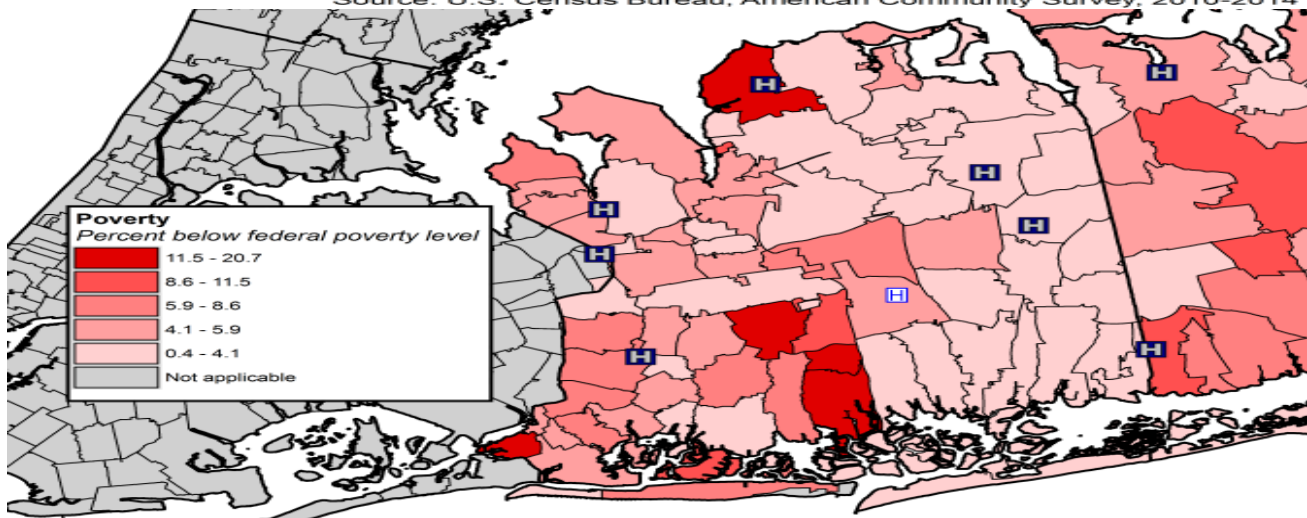 Source: U.S. Census Bureau, American Community Survey, 2010-2014
H
H
H
H
H
H
Poverty
Percent below federal poverty level
11.5 - 20.7
8.6 - 11.5
5.9 - 8.6
4.1 - 5.9
0.4 - 4.1
Not applicable
H
H
H